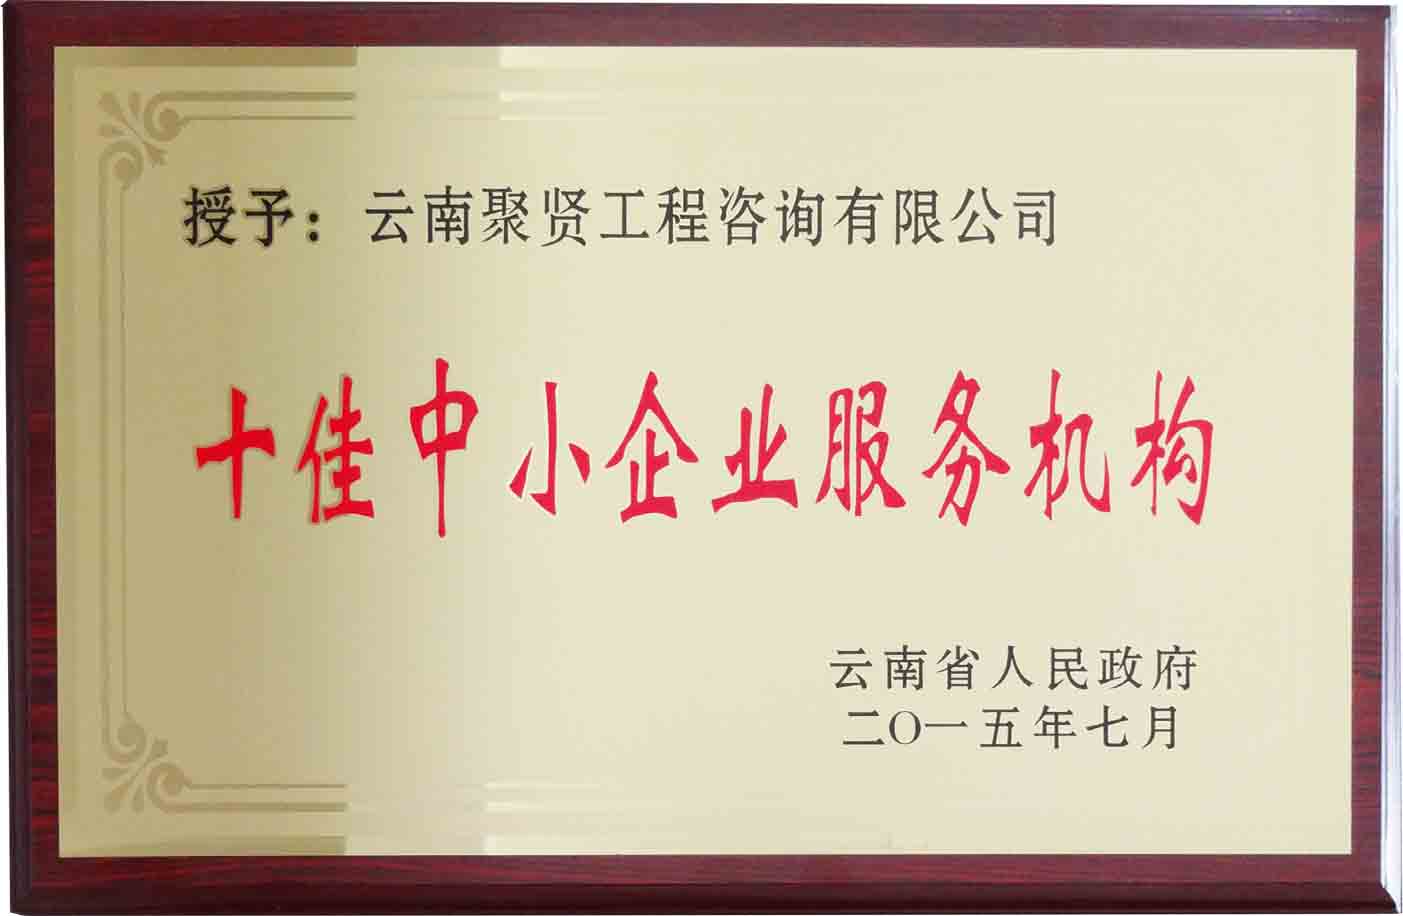 授予：云南聚贤工程咨询有限公司
十佳中小企业服务机构
云南省人民政府
二〇一五年七月